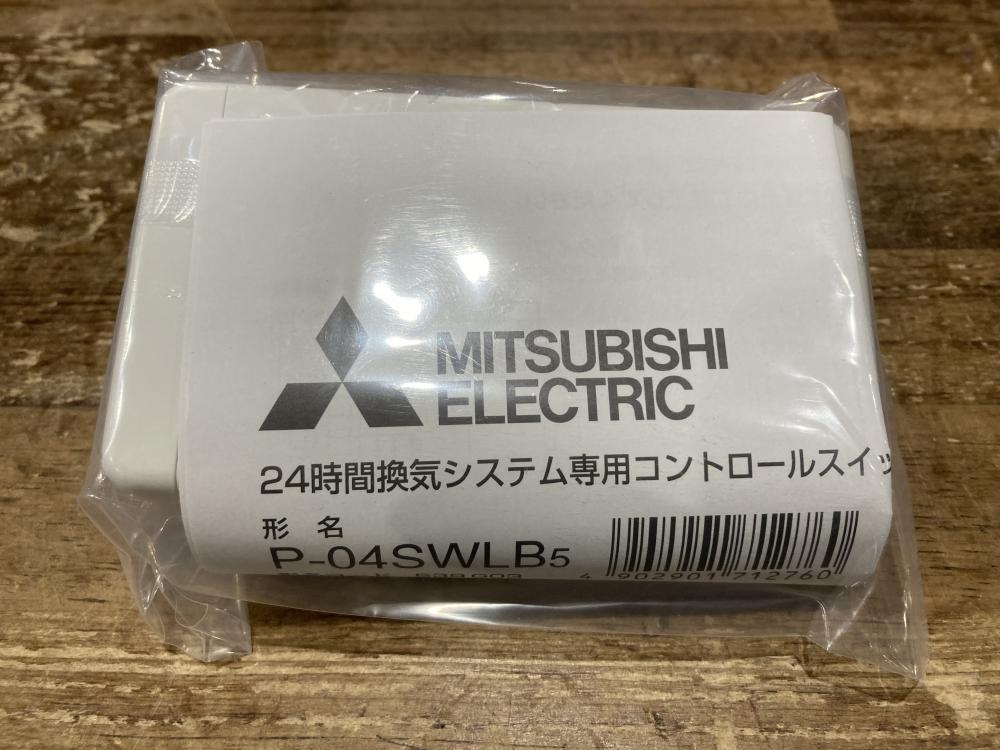 MITSUBISHI
ELECTRIC
24時間換気システム専用コントロールスイッ
形 名
P-04SWLB5
4 902901 712760